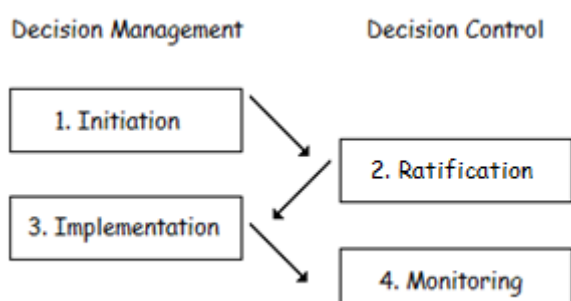 Decision Management
Decision Control
1. Initiation
2. Ratification
3. Implementation
4. Monitoring